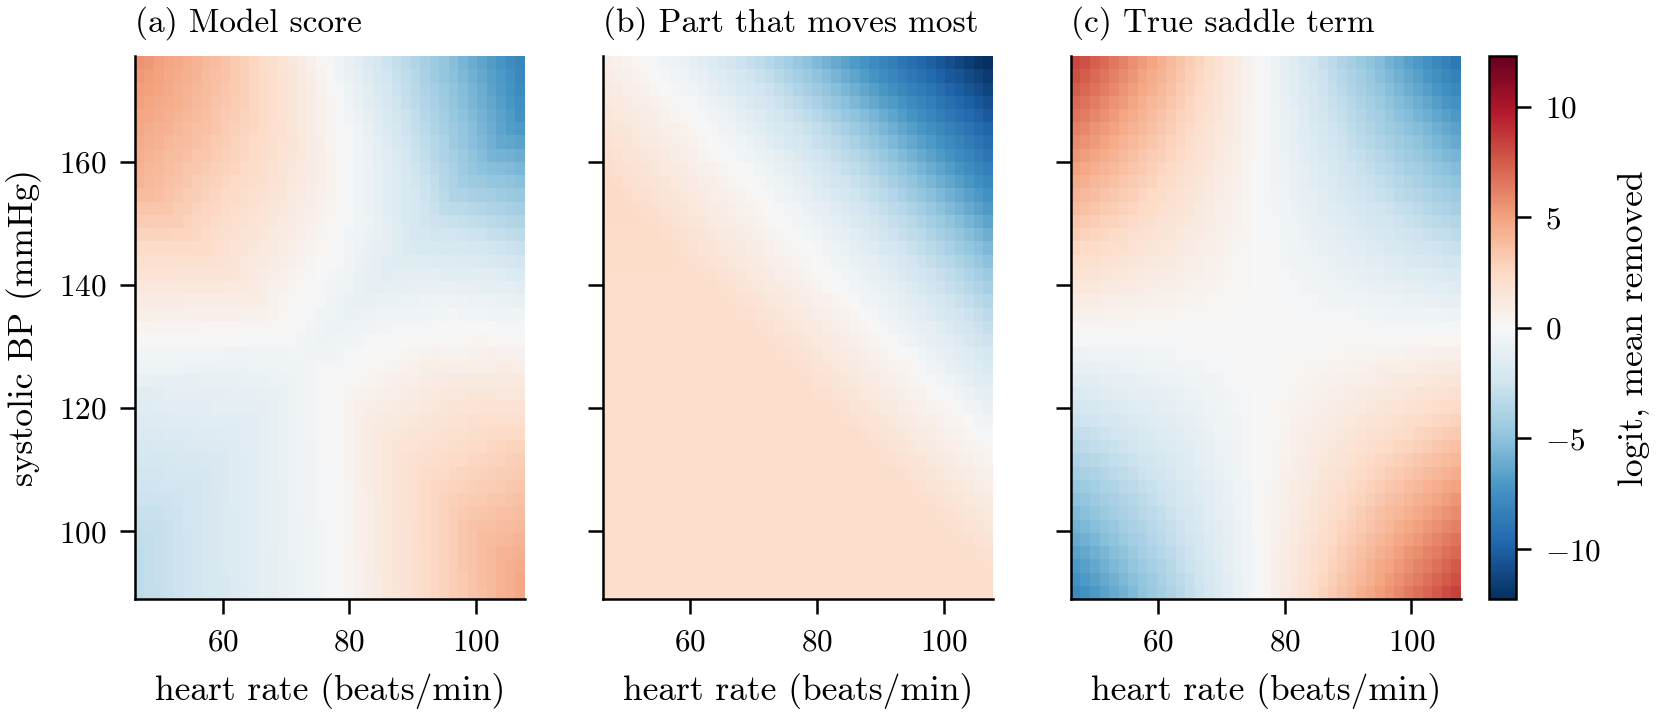 (a) Model score
(b) Part that moves most
(c) True saddle term
systolic BP (mmHg)
160
140
120
100
60 80 100
60 80 100
60 80 100
heart rate (beats/min)
heart rate (beats/min)
heart rate (beats/min)
10
5
0
−5
−10
logit, mean removed